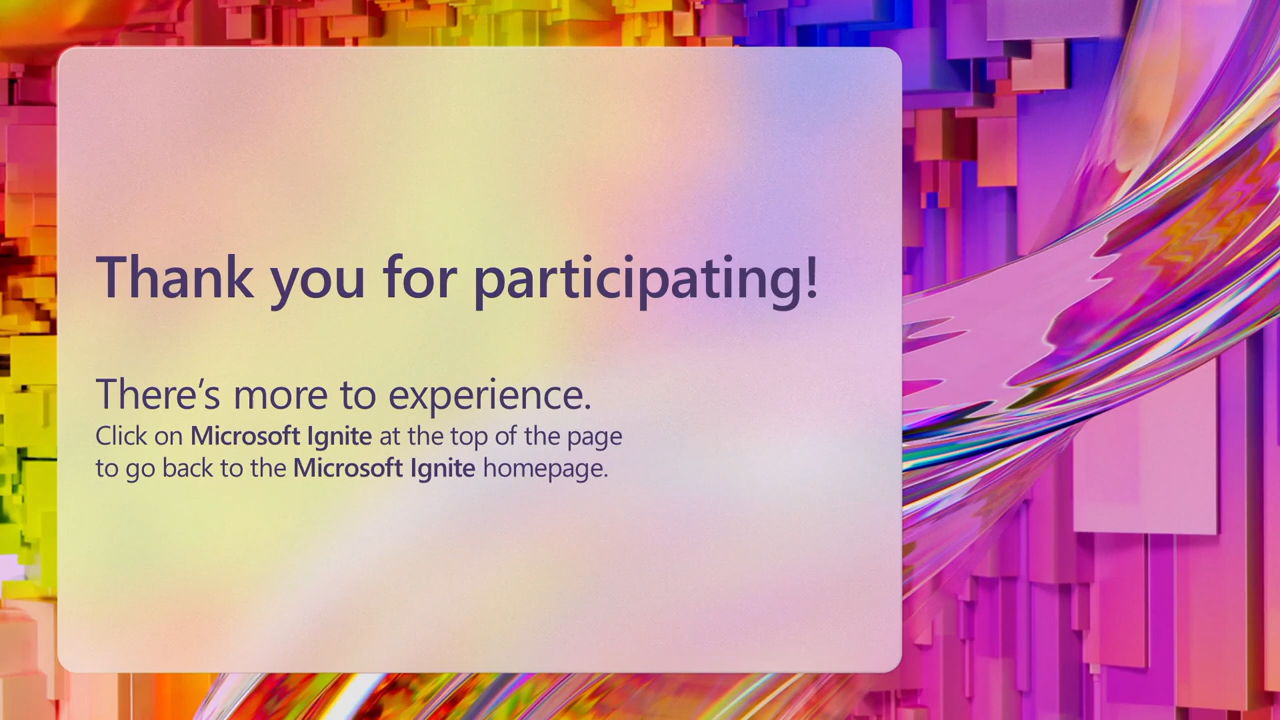 Thank you for participating!
There’s more to experience.
Click on Microsoft Ignite at the top of the page
to go back to the Microsoft Ignite homepage.